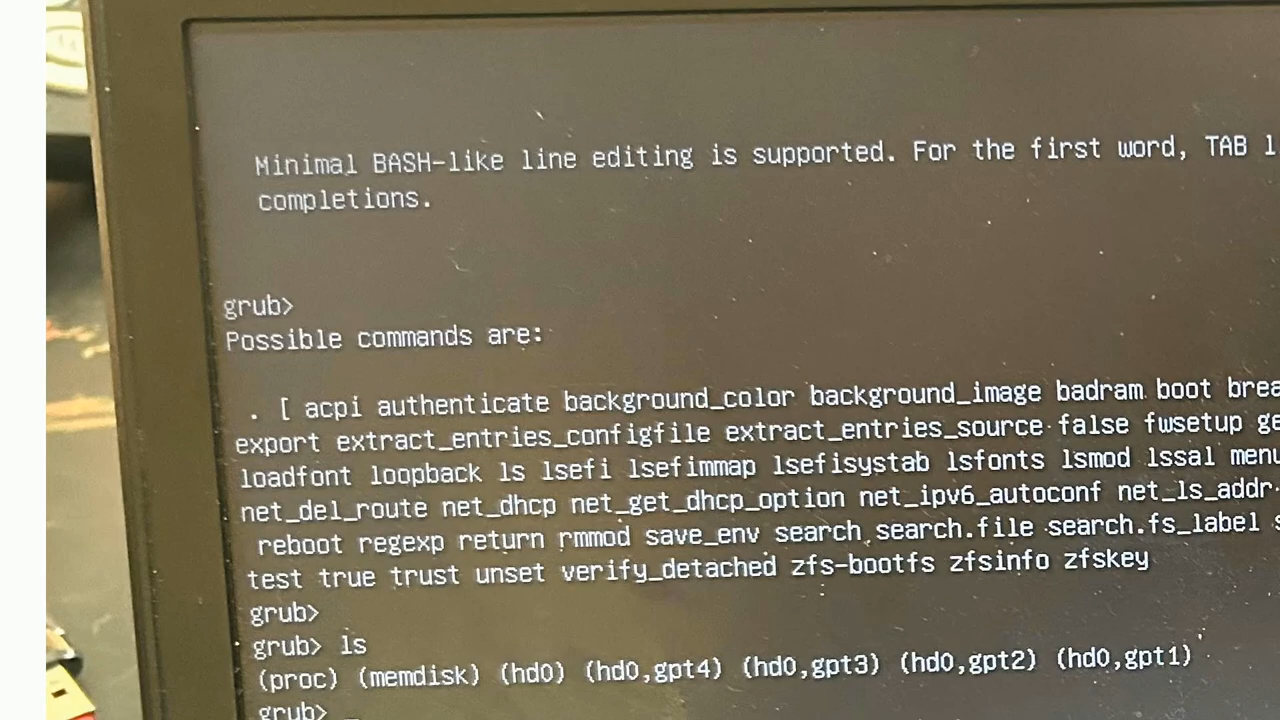 Minimal BASH-like line editing is supported. For the first word, TAB
completions.
grub>
Possible commands are:
. [ acpi authenticate background_color background_image badram boot
export extract_entries_configfile extract_entries_source false fwsetup
loadfont loopback ls lsefi lsefimmap lsefisystab lsfonts lsmod lssal
net_del_route net_dhcp net_get_dhcp_option net_ipv6_autoconf net_ls_addr
reboot regexp return rmmod save_env search search.file search.fs_label
test true trust unset verify_detached zfs-bootfs zfsinfo zfskey
grub>
grub> ls
(proc) (memdisk) (hd0) (hd0,gpt4) (hd0,gpt3) (hd0,gpt2) (hd0,gpt1)
grub> _